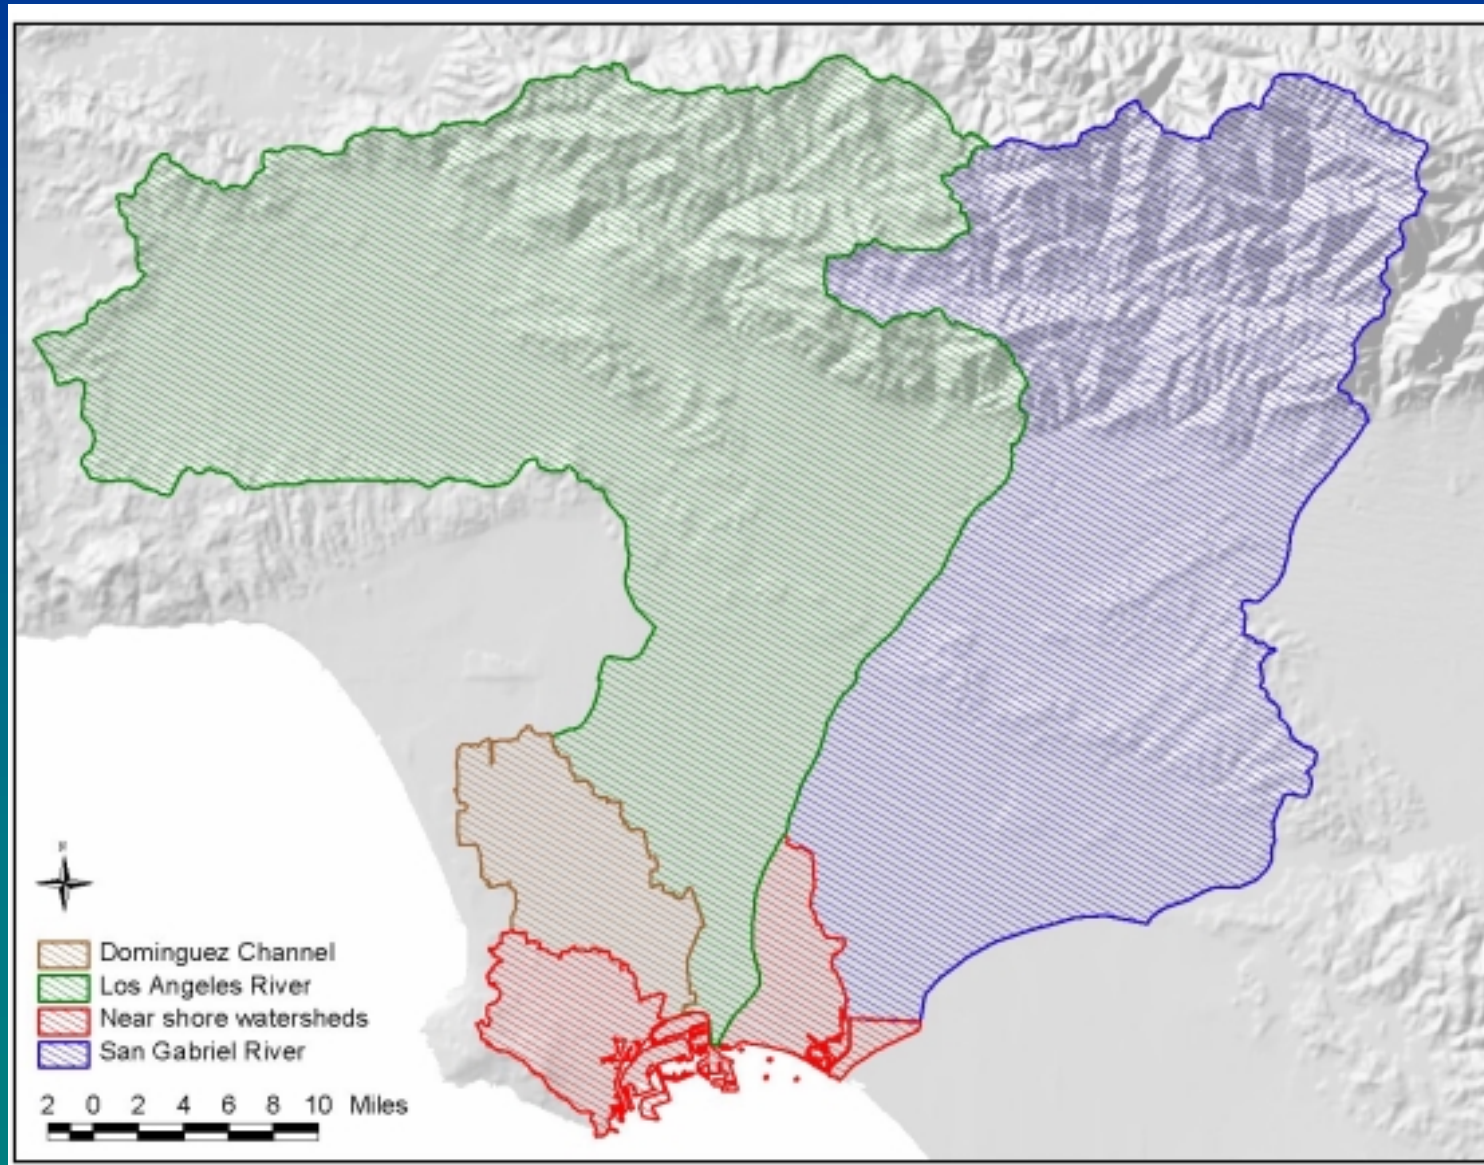 N
Dominguez Channel
Los Angeles River
Near shore watersheds
San Gabriel River
2 0 2 4 6 8 10 Miles